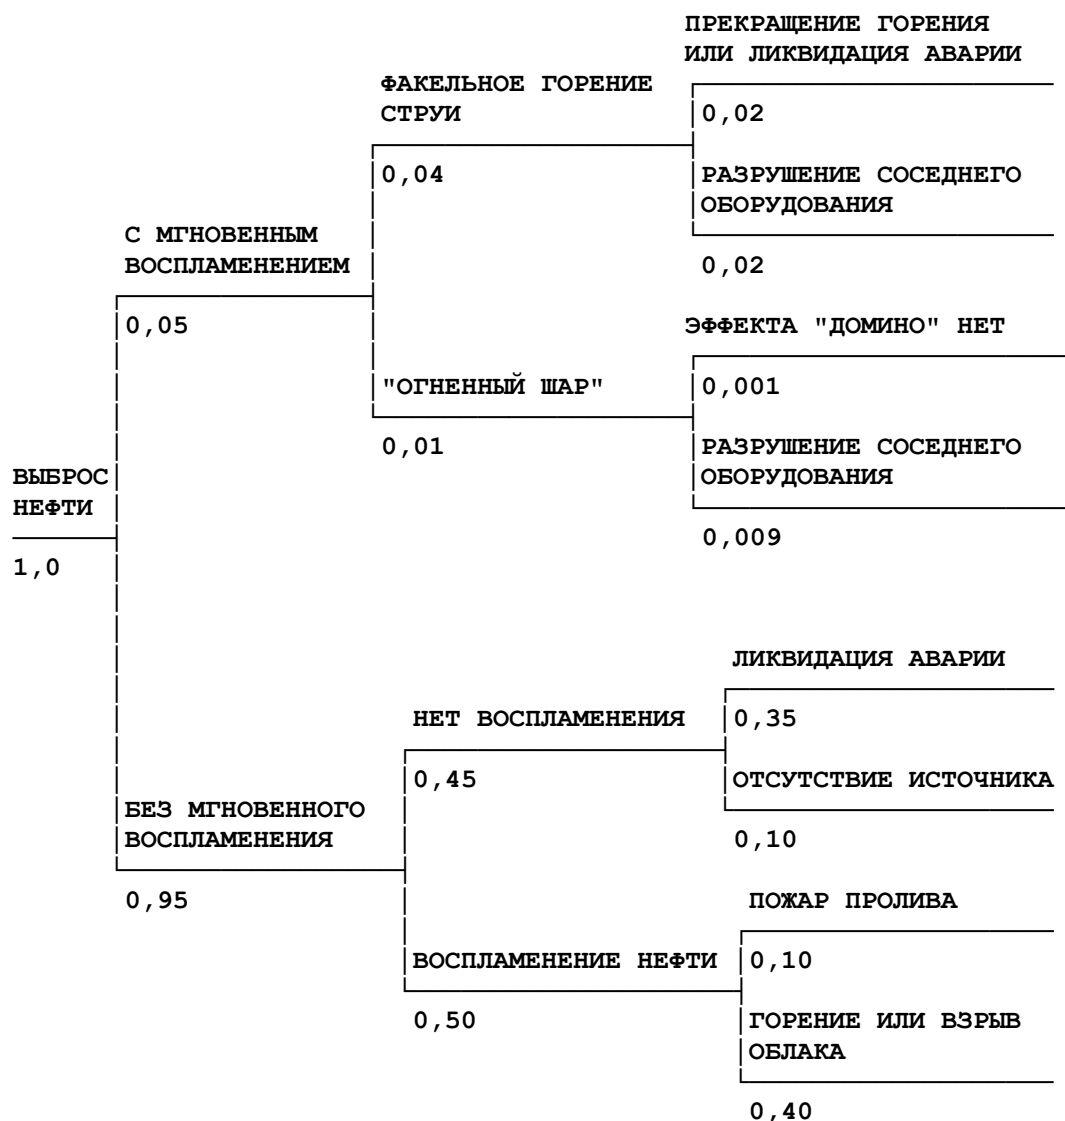 ПРЕКРАЩЕНИЕ ГОРЕНИЯ
ИЛИ ЛИКВИДАЦИЯ АВАРИИ
ФАКЕЛЬНОЕ ГОРЕНИЕ
СТРУИ
0,02
0,04
РАЗРУШЕНИЕ СОСЕДНЕГО
ОБОРУДОВАНИЯ
С МГНОВЕННЫМ
ВОСПЛАМЕНЕНИЕМ
0,02
0,05
ЭФФЕКТА "ДОМИНО" НЕТ
"ОГНЕННЫЙ ШАР"
0,001
0,01
РАЗРУШЕНИЕ СОСЕДНЕГО
ОБОРУДОВАНИЯ
ВЫБРОС
НЕФТИ
0,009
1,0
ЛИКВИДАЦИЯ АВАРИИ
НЕТ ВОСПЛАМЕНЕНИЯ
0,35
0,45
ОТСУТСТВИЕ ИСТОЧНИКА
БЕЗ МГНОВЕННОГО
ВОСПЛАМЕНЕНИЯ
0,10
0,95
ПОЖАР ПРОЛИВА
ВОСПЛАМЕНЕНИЕ НЕФТИ
0,10
0,50
ГОРЕНИЕ ИЛИ ВЗРЫВ
ОБЛАКА
0,40